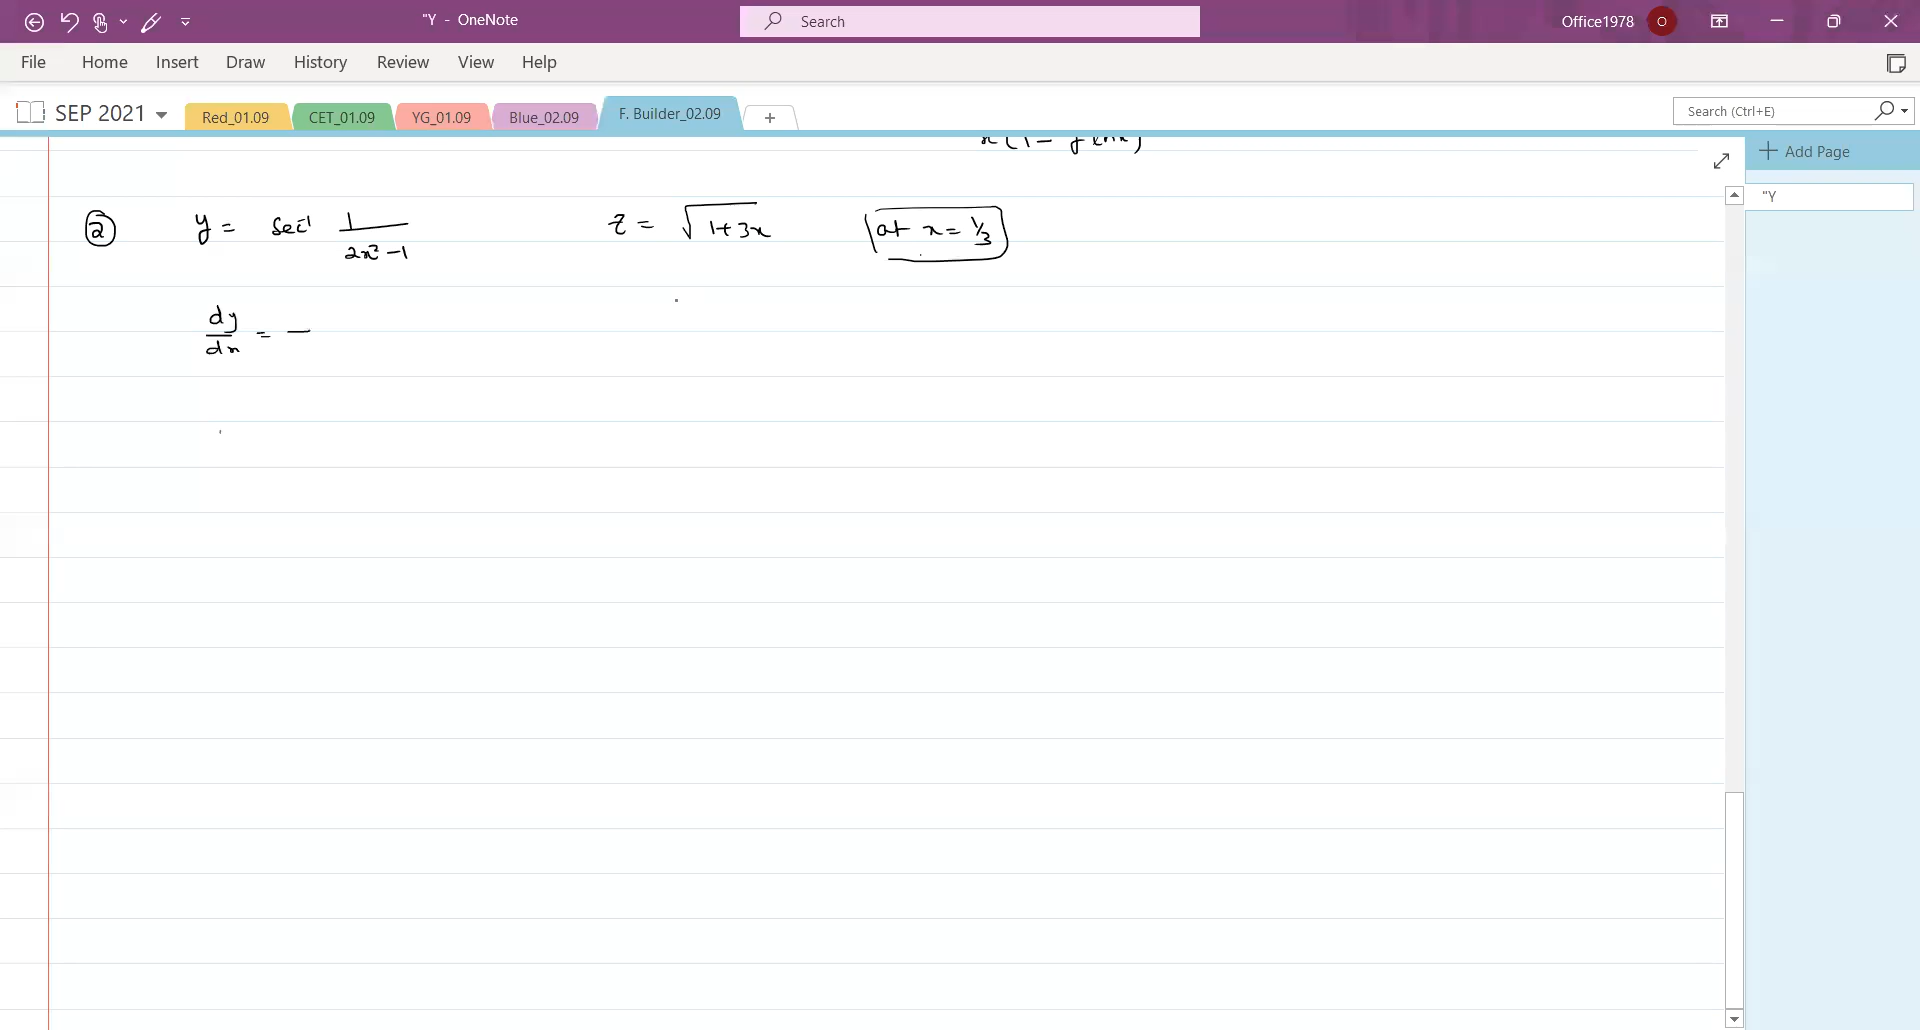 "Y - OneNote
Search
Office1978 O
File Home Insert Draw History Review View Help
SEP 2021 Red_01.09 CET_01.09 YG_01.09 Blue_02.09 F. Builder_02.09 +
Search (Ctrl+E)
Add Page
"Y
② y = sec⁻¹ 1/(2x² - 1) z = √(1+3x) at x = 1/3
dy/dx = —